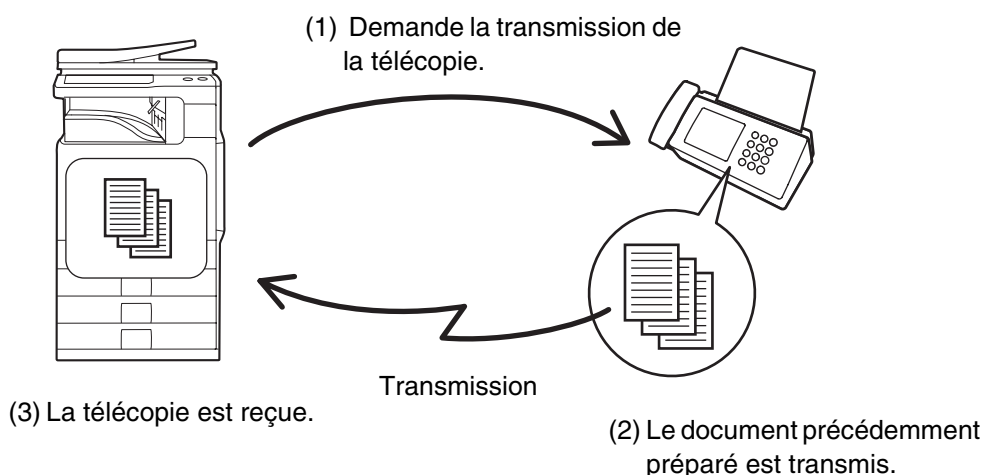 (1) Demande la transmission de
la télécopie.
Transmission
(3) La télécopie est reçue.
(2) Le document précédemment
préparé est transmis.